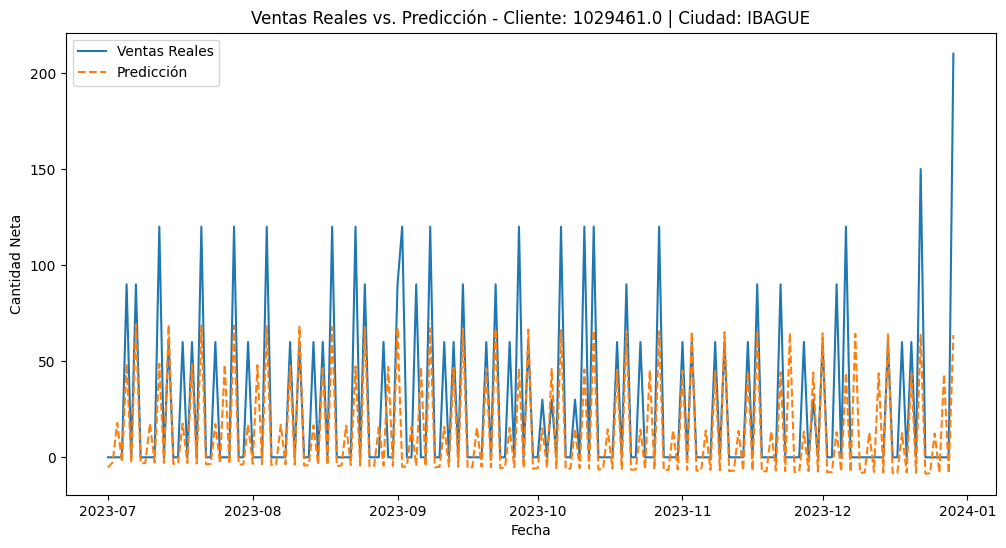 Ventas Reales vs. Predicción - Cliente: 1029461.0 | Ciudad: IBAGUE
Ventas Reales
Predicción
200
150
100
50
0
Cantidad Neta
2023-07
2023-08
2023-09
2023-10
2023-11
2023-12
2024-01
Fecha